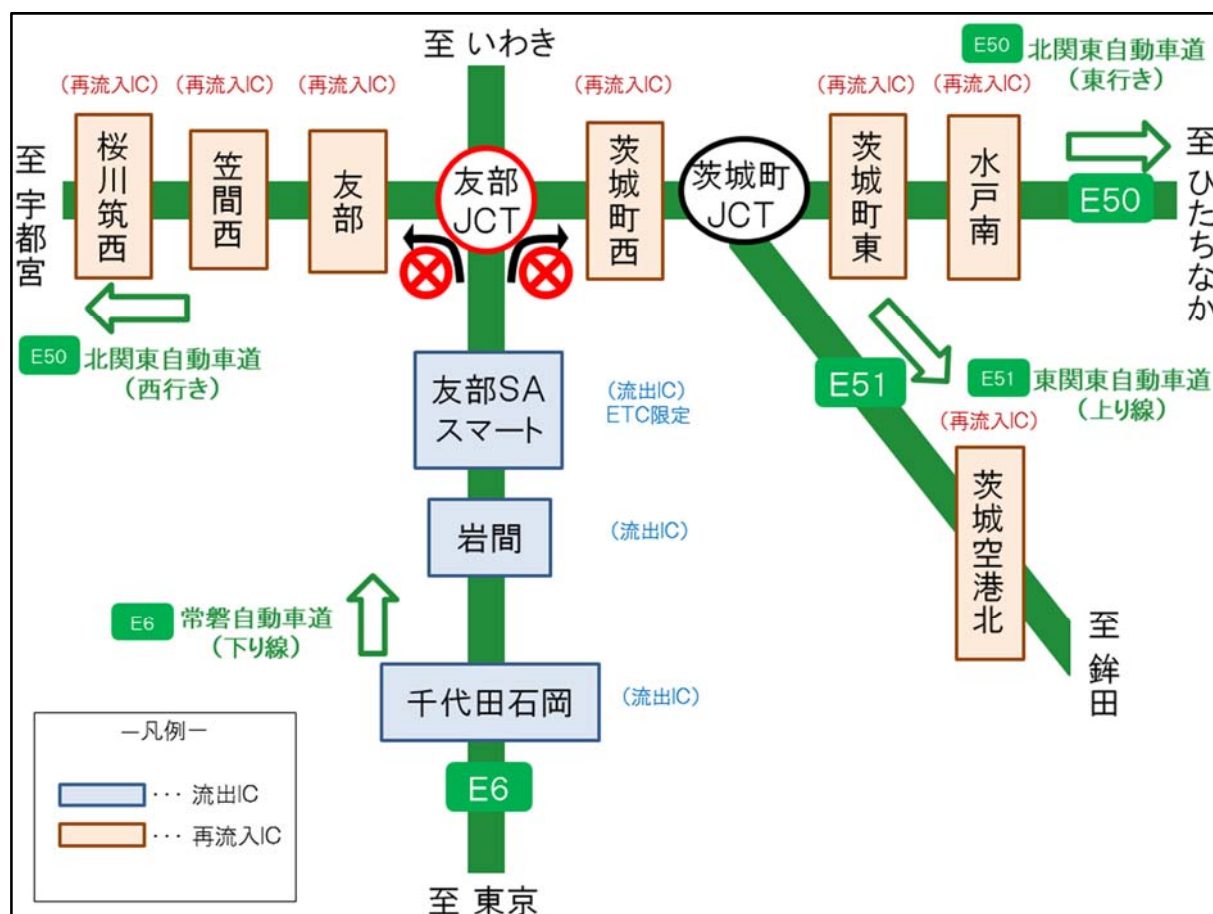 至 いわき
E50 北関東自動車道
（東行き）
（再流入IC）
（再流入IC）
（再流入IC）
（再流入IC）
（再流入IC）
（再流入IC）
至 宇都宮
桜川筑西
笠間西
友部
友部
JCT
茨城町西
茨城町
JCT
茨城町東
水戸南
E50
至 ひたちなか
E50 北関東自動車道
（西行き）
友部SA
スマート
（流出IC）
ETC限定
E51
E51 東関東自動車道
（上り線）
（再流入IC）
茨城空港北
岩間
（流出IC）
E6 常磐自動車道
（下り線）
千代田石岡
（流出IC）
至 鉾田
－凡例－
・・・ 流出IC
・・・ 再流入IC
E6
至 東京